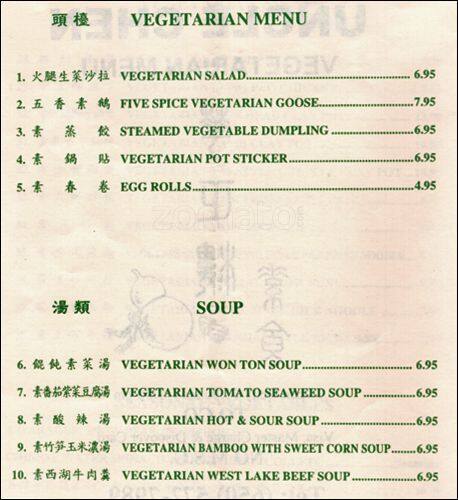 頭檯 VEGETARIAN MENU
1. 火腿生菜沙拉 VEGETARIAN SALAD 6.95
2. 五香素鵝 FIVE SPICE VEGETARIAN GOOSE 7.95
3. 素蒸餃 STEAMED VEGETABLE DUMPLING 6.95
4. 素鍋貼 VEGETARIAN POT STICKER 6.95
5. 素春卷 EGG ROLLS 4.95
zomato
湯類 SOUP
6. 餛飩素菜湯 VEGETARIAN WON TON SOUP 6.95
7. 素番茄紫菜豆腐湯 VEGETARIAN TOMATO SEAWEED SOUP 6.95
8. 素酸辣湯 VEGETARIAN HOT & SOUR SOUP 6.95
9. 素竹笋玉米濃湯 VEGETARIAN BAMBOO WITH SWEET CORN SOUP 6.95
10. 素西湖牛肉羹 VEGETARIAN WEST LAKE BEEF SOUP 6.95